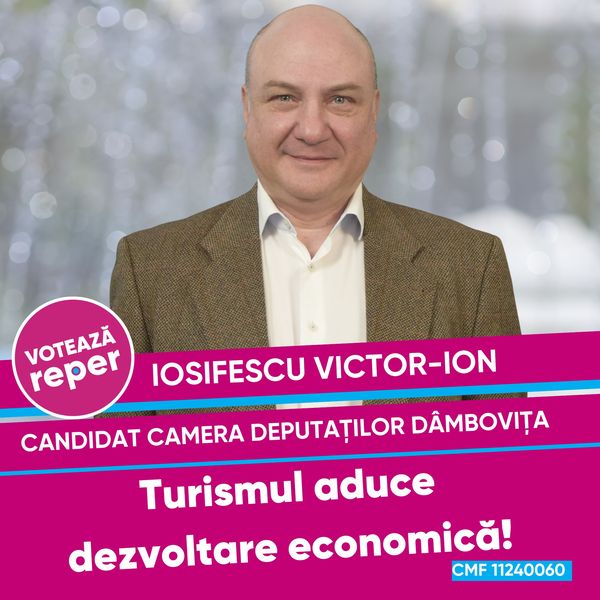 VOTEAZĂ
reper
IOSIFESCU VICTOR-ION
CANDIDAT CAMERA DEPUTAȚILOR DÂMBOVIȚA
Turismul aduce
dezvoltare economică!
CMF 11240060